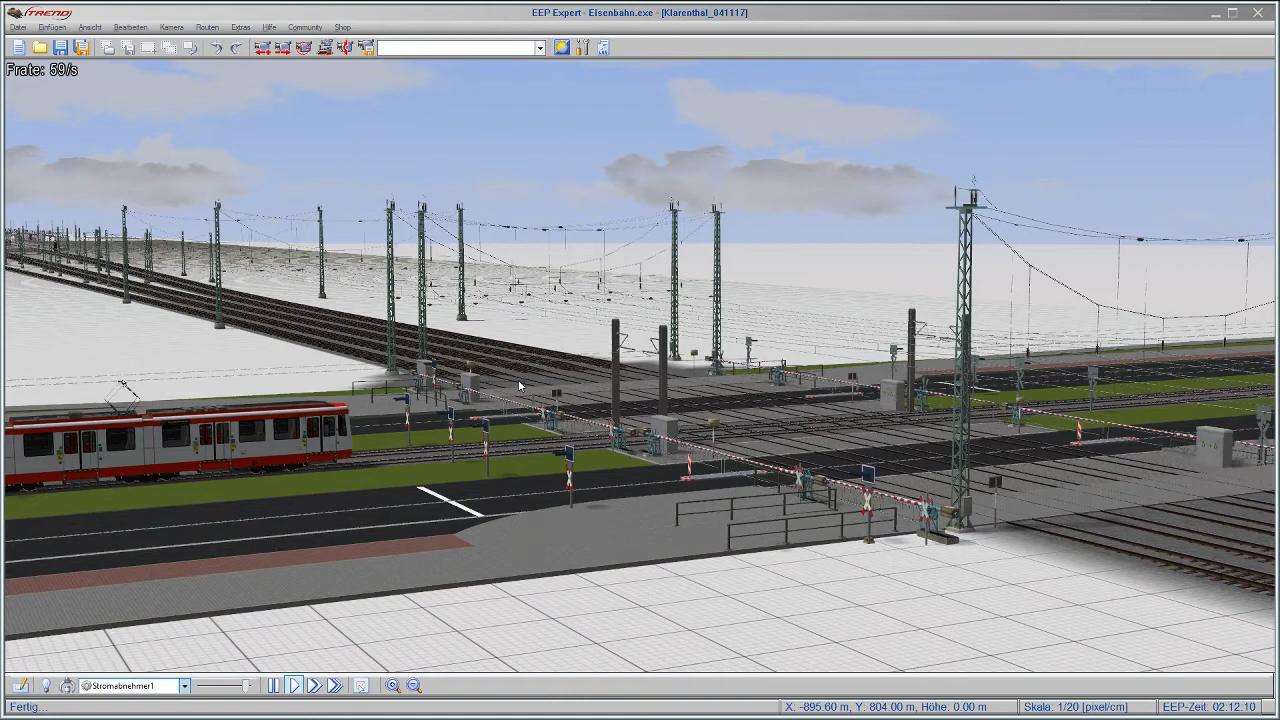 TREND EEP Expert - Eisenbahn.exe - [Klarenthal_041117]
Datei Einfügen Ansicht Bearbeiten Kamera Routen Extras Hilfe Community Shop
Frate: 59/s
Stromabnehmer1
Fertig... X: -895.60 m, Y: 804.00 m, Höhe: 0.00 m Skala: 1/20 [pixel/cm] EEP-Zeit: 02.12.10